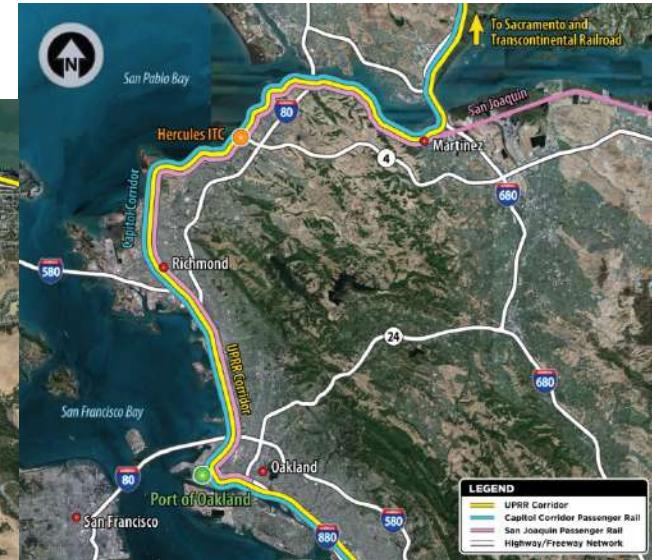 To Sacramento and
Transcontinental Railroad
N
San Pablo Bay
San Joaquin
Hercules ITC
80
Martinez
4
680
Capitol Corridor
580
Richmond
24
UPRR Corridor
680
San Francisco Bay
Oakland
80
Port of Oakland
San Francisco
880
580
LEGEND
UPRR Corridor
Capitol Corridor Passenger Rail
San Joaquin Passenger Rail
Highway/Freeway Network